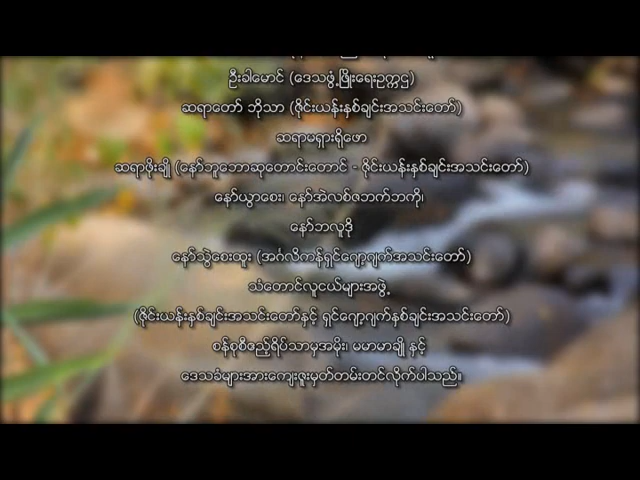 ဦးခါမောင် (ဒေသဖွံ့ဖြိုးရေးဥက္ကဌ)
ဆရာတော် ဘိုသာ (ဇိုင်းယန်းနှစ်ချင်းအသင်းတော်)
ဆရာမရှားရှိဖော
ဆရာဖိုးချို (နော်ဘူဘောဆုတောင်းတောင် - ဇိုင်းယန်းနှစ်ချင်းအသင်းတော်)
နော်ယွာစေး၊ နော်အဲလစ်ဇဘက်ဘကို၊
နော်ဘလူဒို
နော်သွဲစေးထူး (အင်္ဂလိကန်ရှင်ဂျော့ဂျက်အသင်းတော်)
သံတောင်လူငယ်များအဖွဲ့
(ဇိုင်းယန်းနှစ်ချင်းအသင်းတော်နှင့် ရှင်ဂျော့ဂျက်နှစ်ချင်းအသင်းတော်)
စန်စုစီဧည့်ရိပ်သာမှအမိုး၊ မမာမာချို နှင့်
ဒေသခံများအားကျေးဇူးမှတ်တမ်းတင်လိုက်ပါသည်။